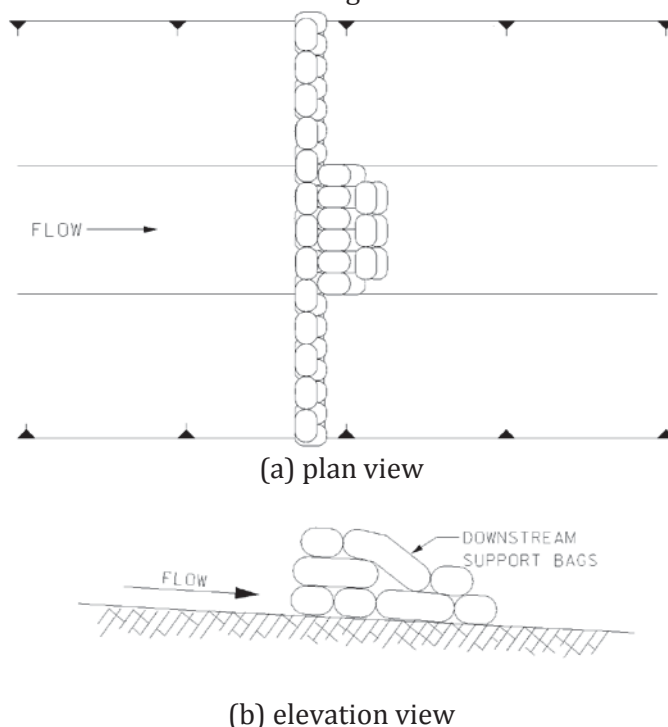 FLOW
(a) plan view
DOWNSTREAM
SUPPORT BAGS
FLOW
(b) elevation view